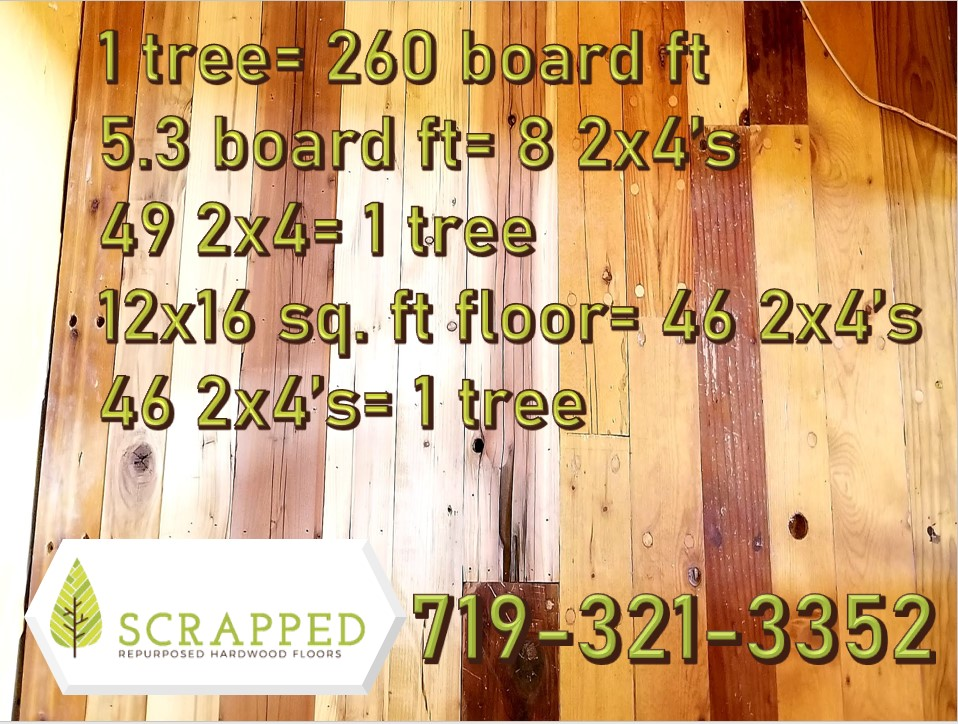 1 tree= 260 board ft
5.3 board ft= 8 2x4's
49 2x4= 1 tree
12x16 sq. ft floor= 46 2x4's
46 2x4's= 1 tree
SCRAPPED
REPURPOSED HARDWOOD FLOORS
719-321-3352